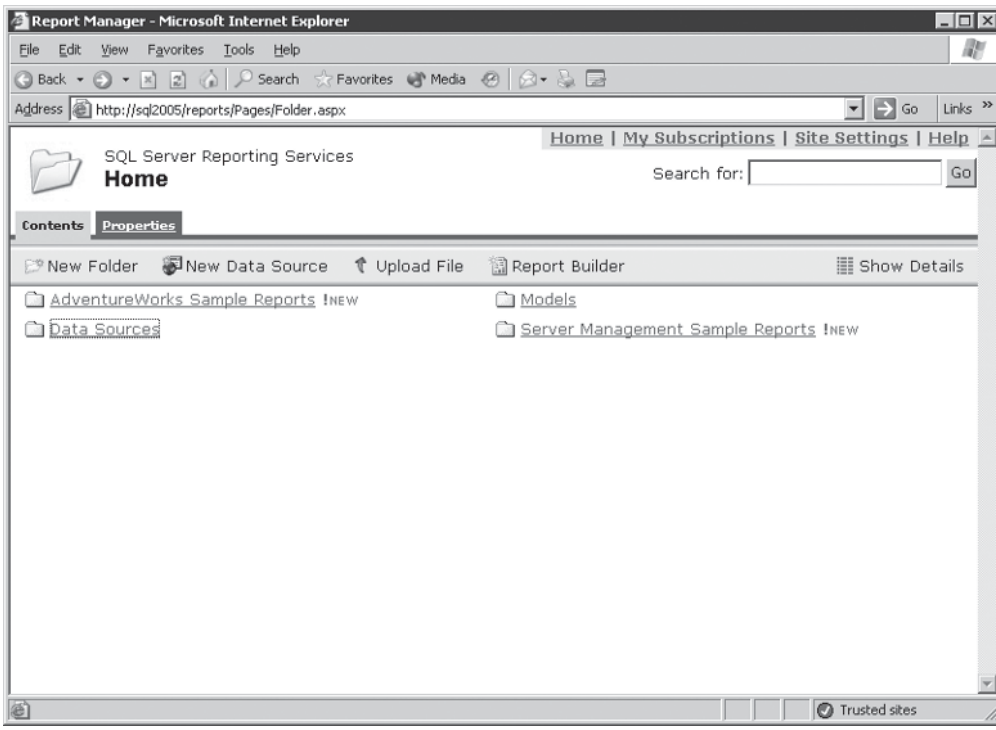 Report Manager - Microsoft Internet Explorer
File Edit View Favorites Tools Help
Back Search Favorites Media
Address http://sql2005/reports/Pages/Folder.aspx Go Links »
Home | My Subscriptions | Site Settings | Help
SQL Server Reporting Services
Home
Search for: Go
Contents Properties
New Folder New Data Source Upload File Report Builder Show Details
AdventureWorks Sample Reports !NEW Models
Data Sources Server Management Sample Reports !NEW
Trusted sites